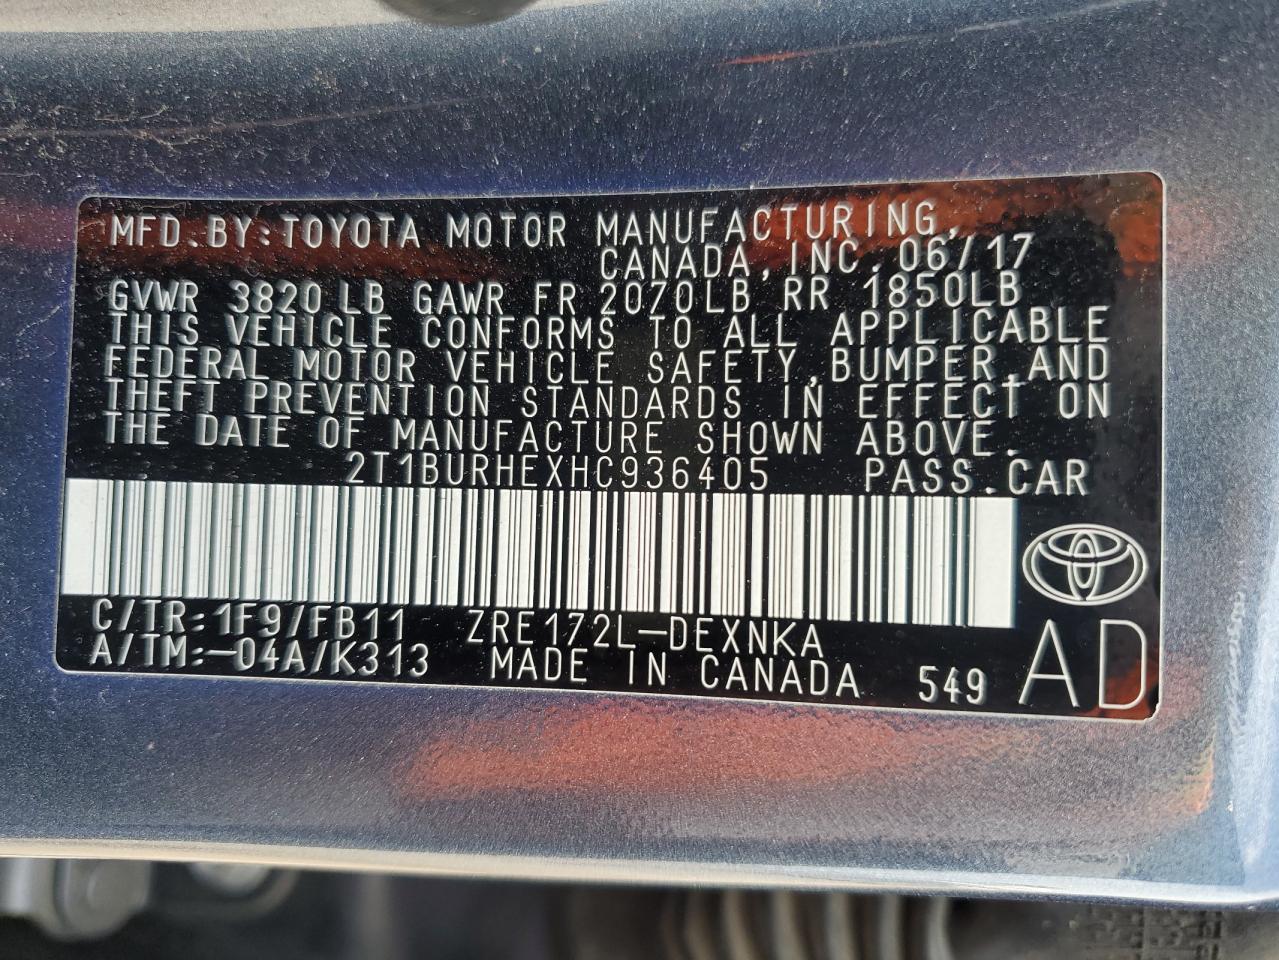 MFD.BY:TOYOTA MOTOR MANUFACTURING,
CANADA,INC. 06/17
GVWR 3820LB GAWR FR 2070LB RR 1850LB
THIS VEHICLE CONFORMS TO ALL APPLICABLE
FEDERAL MOTOR VEHICLE SAFETY,BUMPER,AND
THEFT PREVENTION STANDARDS IN EFFECT ON
THE DATE OF MANUFACTURE SHOWN ABOVE.
2T1BURHEXHC936405 PASS.CAR
C/TR:1F9/FB11 ZRE172L-DEXNKA
A/TM:-04A/K313 MADE IN CANADA 549 AD